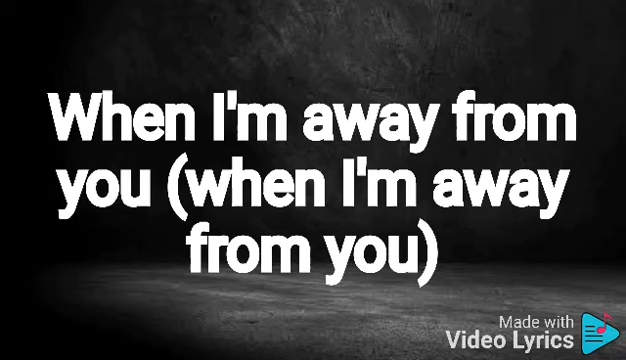 When I'm away from
you (when I'm away
from you)
Made with
Video Lyrics